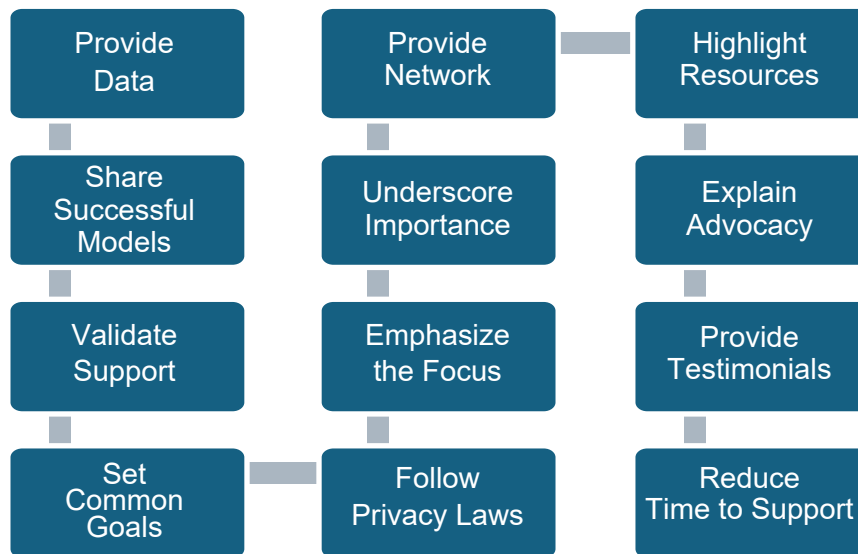 Provide
Data
Share
Successful
Models
Validate
Support
Set
Common
Goals
Follow
Privacy Laws
Emphasize
the Focus
Underscore
Importance
Provide
Network
Highlight
Resources
Explain
Advocacy
Provide
Testimonials
Reduce
Time to Support